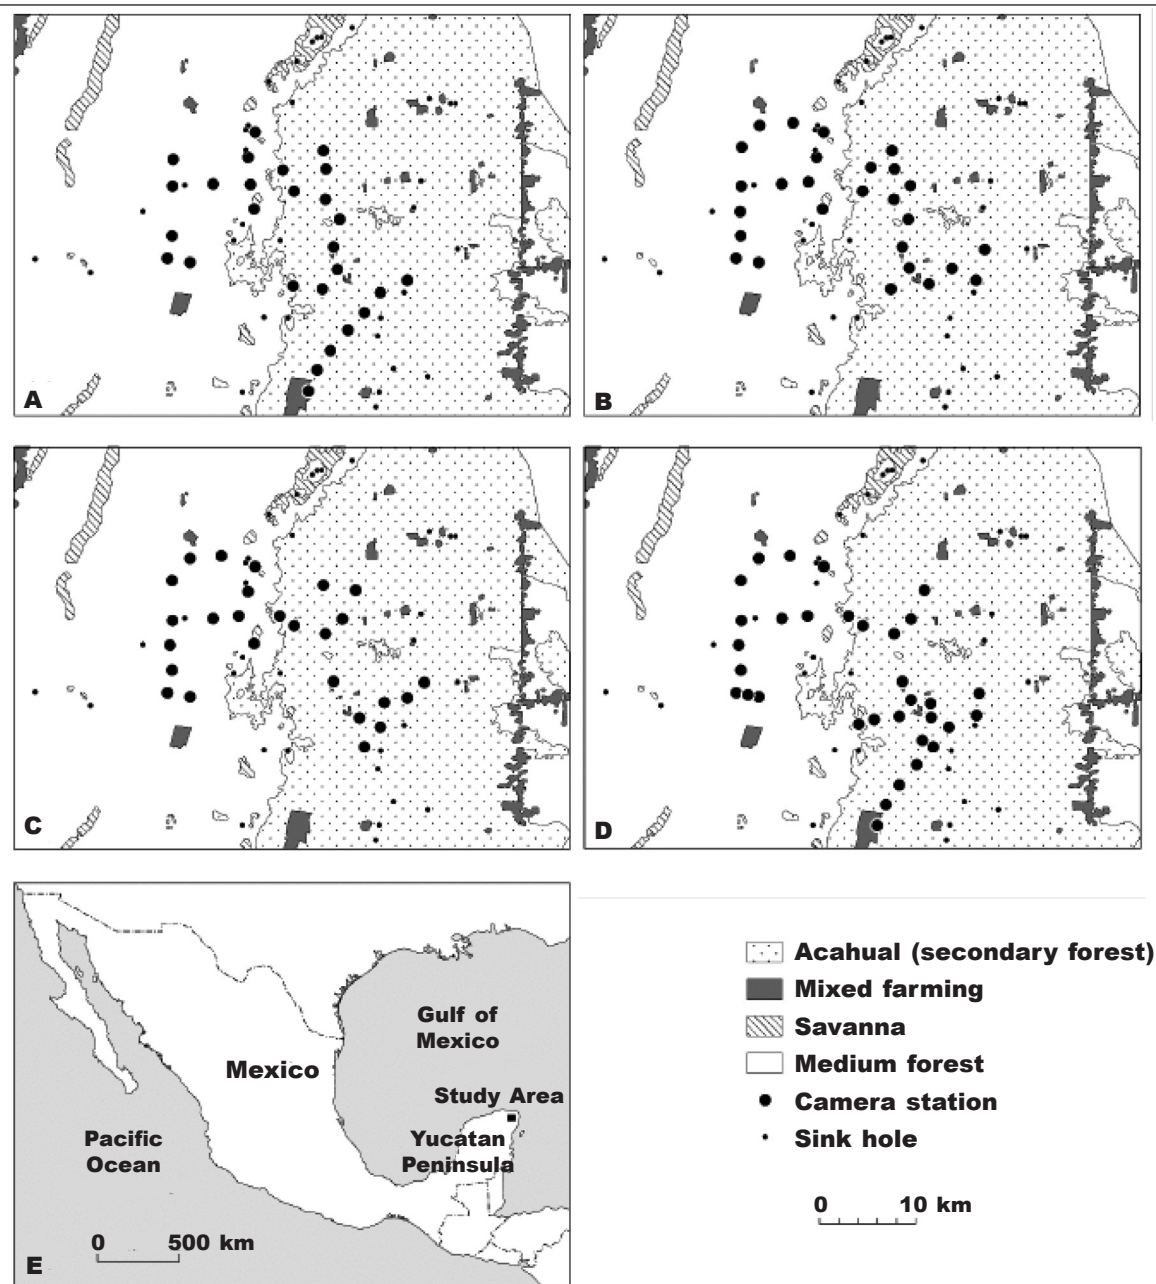 A
B
C
D
Gulf of
Mexico
Mexico
Study Area
Pacific
Ocean
Yucatan
Peninsula
0 500 km
E
Acahual (secondary forest)
Mixed farming
Savanna
Medium forest
Camera station
Sink hole
0 10 km